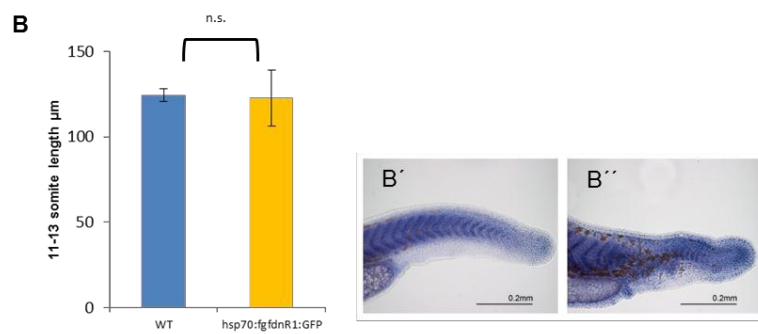 B
n.s.
150
100
50
0
11-13 somite length µm
WT
hsp70:fgfdnR1:GFP
B´
0.2mm
B´´
0.2mm